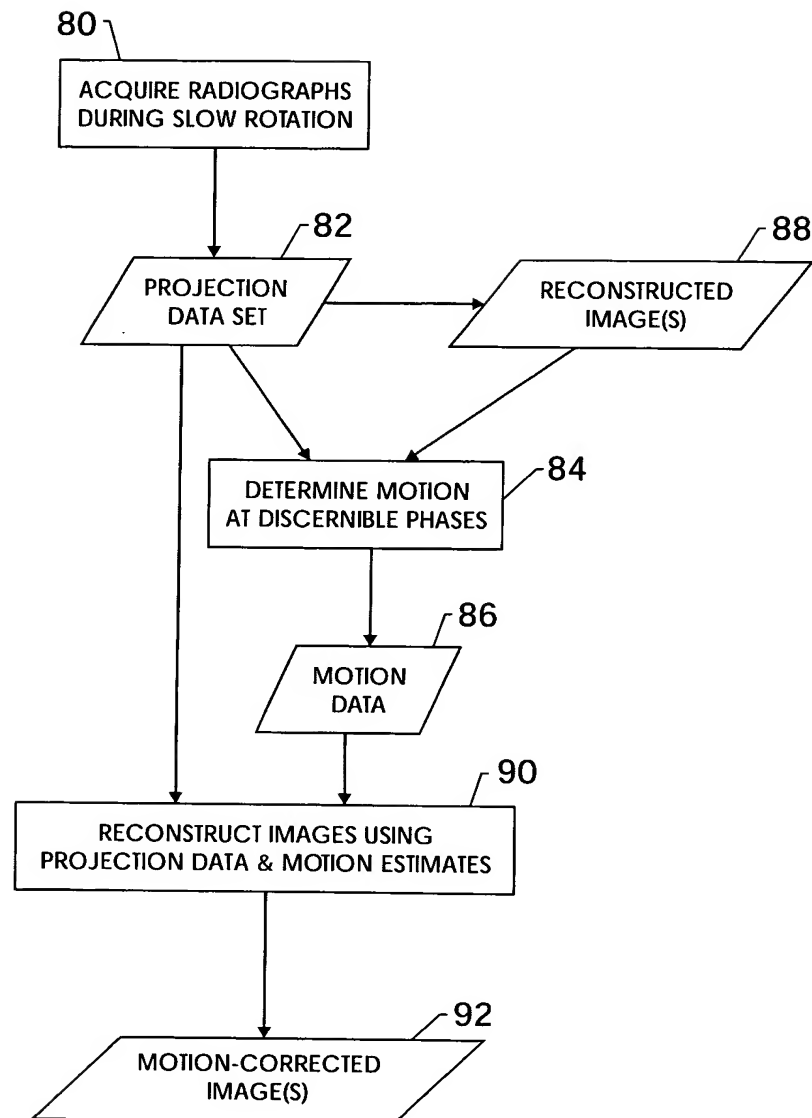 80
ACQUIRE RADIOGRAPHS
DURING SLOW ROTATION
82
PROJECTION
DATA SET
88
RECONSTRUCTED
IMAGE(S)
84
DETERMINE MOTION
AT DISCERNIBLE PHASES
86
MOTION
DATA
90
RECONSTRUCT IMAGES USING
PROJECTION DATA & MOTION ESTIMATES
92
MOTION-CORRECTED
IMAGE(S)